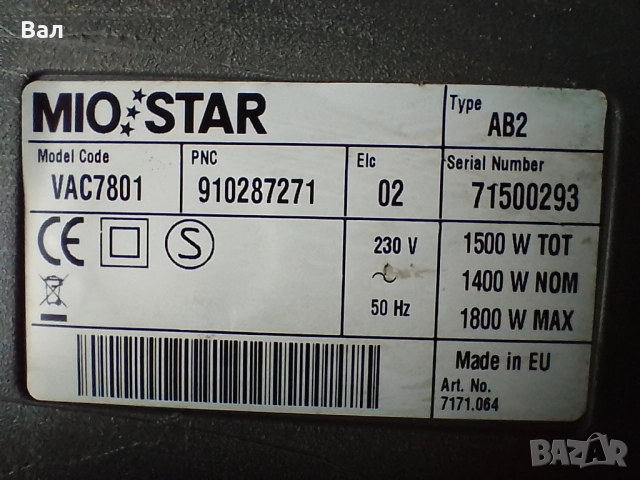 Вал
MIO STAR
Type
AB2
Model Code
VAC7801
PNC
910287271
Elc
02
Serial Number
71500293
CE
S
230 V
~
50 Hz
1500 W TOT
1400 W NOM
1800 W MAX
Made in EU
Art. No.
7171.064
BAZAR